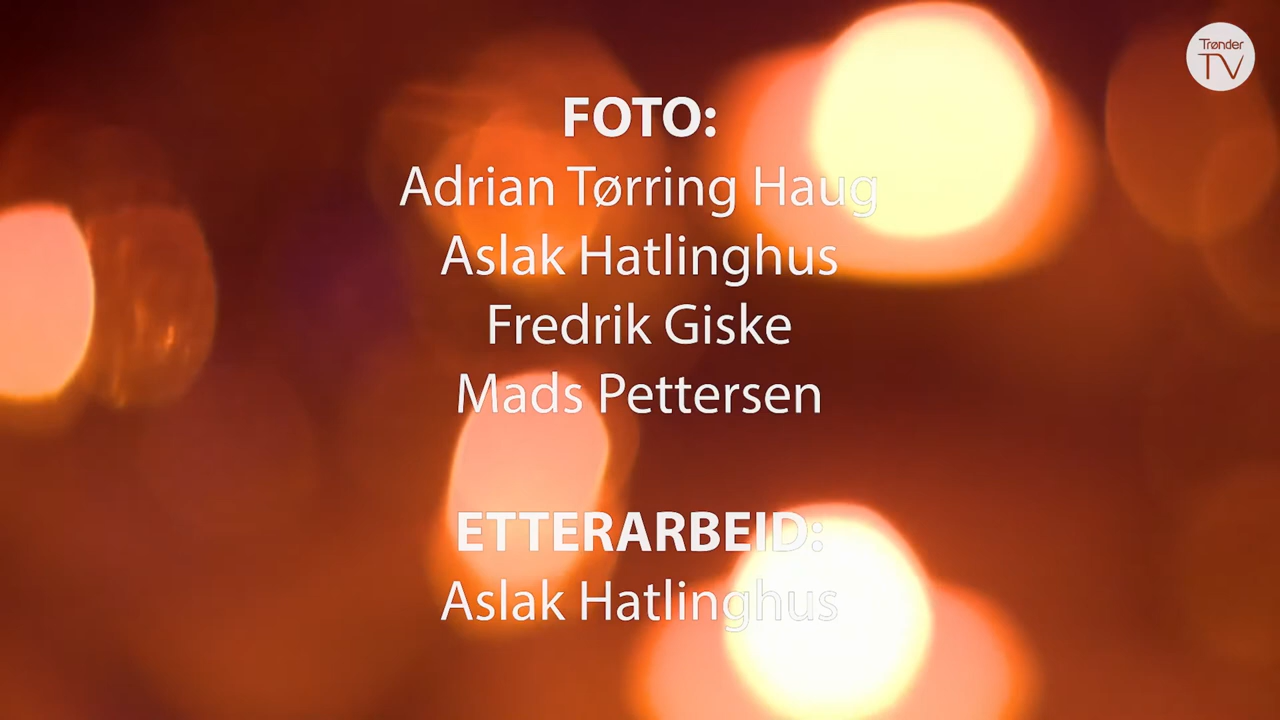 Trønder
TV
FOTO:
Adrian Tørring Haug
Aslak Hatlinghus
Fredrik Giske
Mads Pettersen
ETTERARBEID:
Aslak Hatlinghus